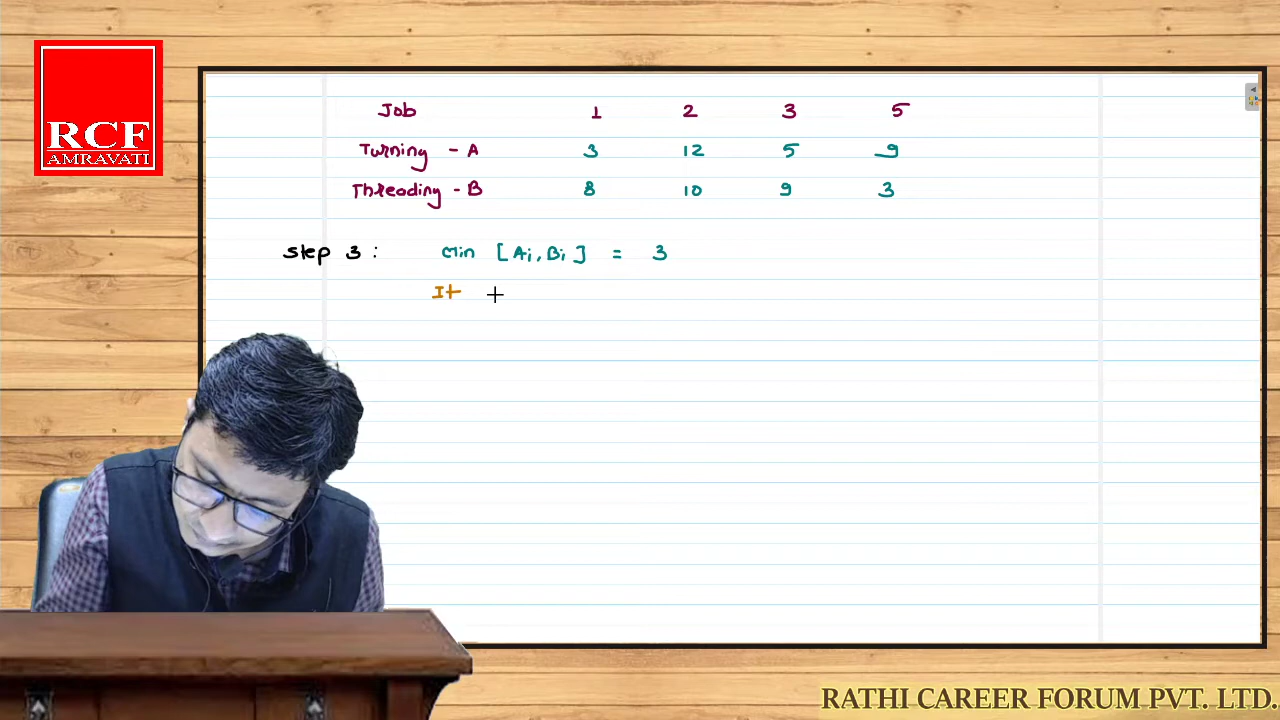 RCF
AMRAVATI
Job 1 2 3 5
Turning - A 3 12 5 9
Threading - B 8 10 9 3
Step 3 : Min [Ai, Bi] = 3
It
RATHI CAREER FORUM PVT. LTD.